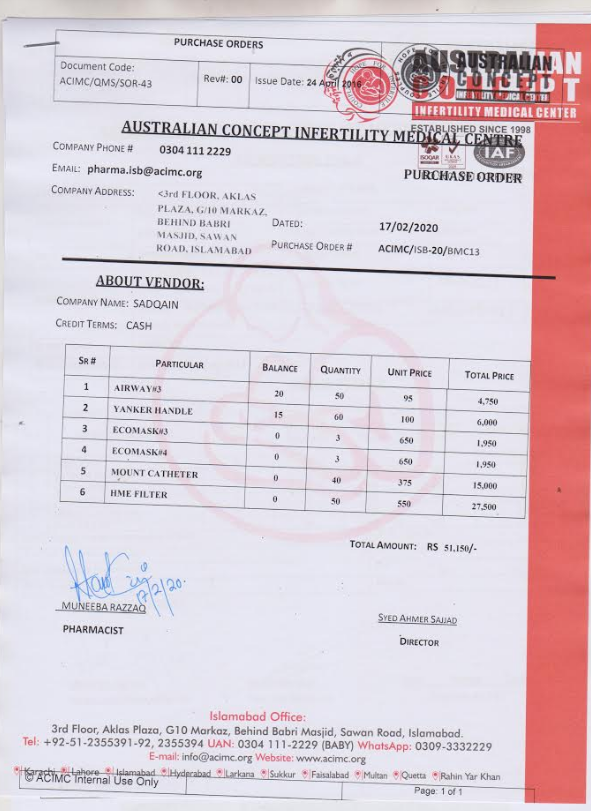 PURCHASE ORDERS
Document Code:
ACIMC/QMS/SOR-43
Rev#: 00
Issue Date: 24 April 2016
AUSTRALIAN
CONCEPT
INFERTILITY MEDICAL CENTER
INFERTILITY MEDICAL CENTER
ESTABLISHED SINCE 1998
AUSTRALIAN CONCEPT INFERTILITY MEDICAL CENTRE
IAF
COMPANY PHONE # 0304 111 2229
EMAIL: pharma.isb@acimc.org
PURCHASE ORDER
COMPANY ADDRESS: <3rd FLOOR, AKLAS
PLAZA, G/10 MARKAZ,
BEHIND BABRI
MASJID, SAWAN
ROAD, ISLAMABAD
DATED: 17/02/2020
PURCHASE ORDER # ACIMC/ISB-20/BMC13
ABOUT VENDOR:
COMPANY NAME: SADQAIN
CREDIT TERMS: CASH
SR # PARTICULAR BALANCE QUANTITY UNIT PRICE TOTAL PRICE
1 AIRWAY#3 20 50 95 4,750
2 YANKER HANDLE 15 60 100 6,000
3 ECOMASK#3 0 3 650 1,950
4 ECOMASK#4 0 3 650 1,950
5 MOUNT CATHETER 0 40 375 15,000
6 HME FILTER 0 50 550 27,500
TOTAL AMOUNT: RS 51,150/-
17/2/20.
MUNEEBA RAZZAQ
PHARMACIST
SYED AHMER SAJJAD
DIRECTOR
Islamabad Office:
3rd Floor, Aklas Plaza, G10 Markaz, Behind Babri Masjid, Sawan Road, Islamabad.
Tel: +92-51-2355391-92, 2355394 UAN: 0304 111-2229 (BABY) WhatsApp: 0309-3332229
E-mail: info@acimc.org Website: www.acimc.org
Karachi Lahore Islamabad Hyderabad Larkana Sukkur Faisalabad Multan Quetta Rahin Yar Khan
© ACIMC Internal Use Only
Page: 1 of 1